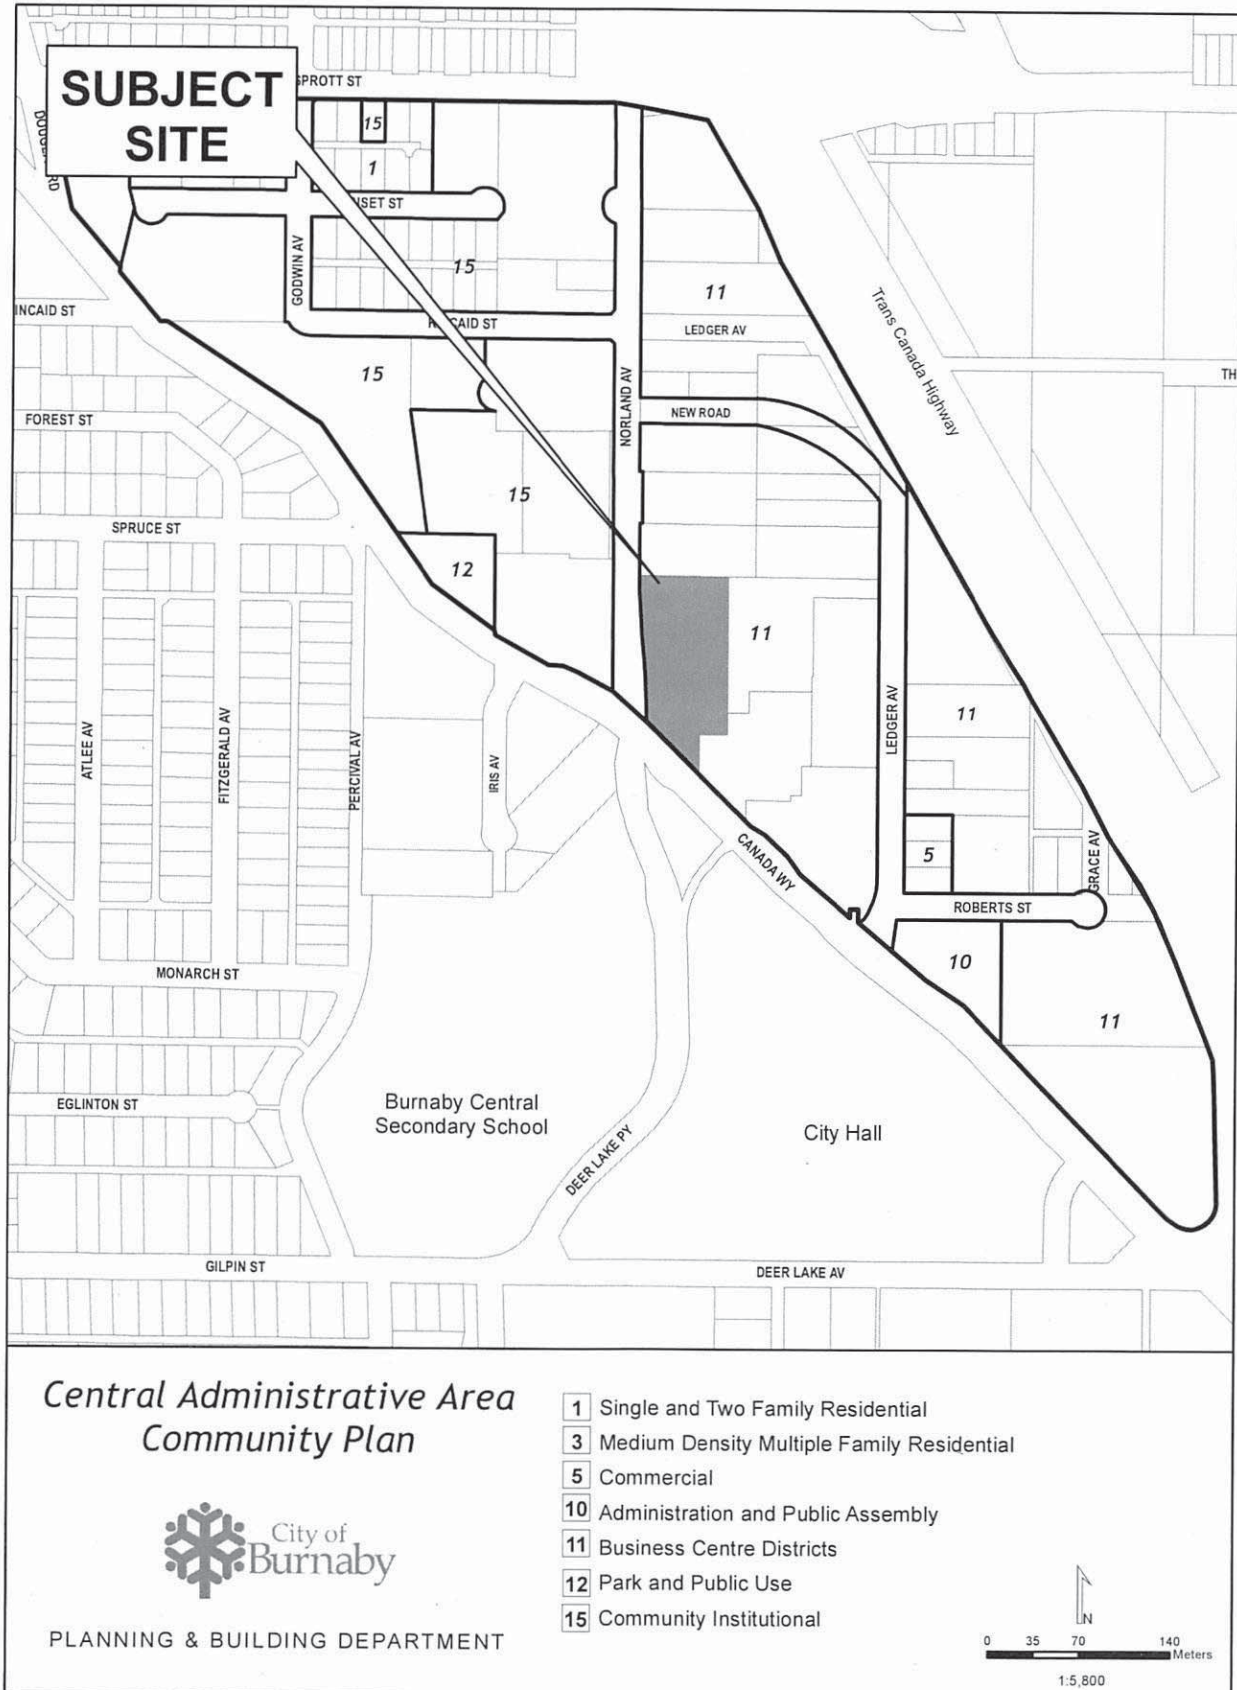 SUBJECT
SITE
SPROTT ST
15
1
NSET ST
GODWIN AV
15
11
INCAID ST
CAID ST
LEDGER AV
Trans Canada Highway
TH
15
NORLAND AV
NEW ROAD
FOREST ST
15
SPRUCE ST
12
11
ATLEE AV
FITZGERALD AV
PERCIVAL AV
IRIS AV
LEDGER AV
11
CANADA WY
5
GRACE AV
ROBERTS ST
MONARCH ST
10
11
EGLINTON ST
Burnaby Central
Secondary School
City Hall
DEER LAKE PY
GILPIN ST
DEER LAKE AV
Central Administrative Area
Community Plan
City of
Burnaby
PLANNING & BUILDING DEPARTMENT
1 Single and Two Family Residential
3 Medium Density Multiple Family Residential
5 Commercial
10 Administration and Public Assembly
11 Business Centre Districts
12 Park and Public Use
15 Community Institutional
N
0 35 70 140
Meters
1:5,800